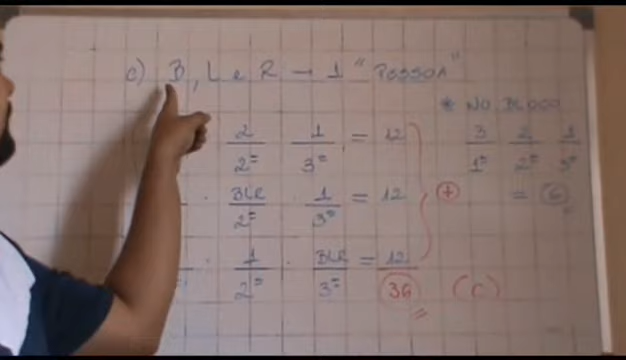 c) B, L e R → 1 "PESSOA"
* NO BLOCO
2/2º 1/3º = 12
3/1º 2/2º 1/3º
· BLR/2º · 1/3º = 12
+
= 6
· 1/2º · BLR/3º = 12
36 (C)